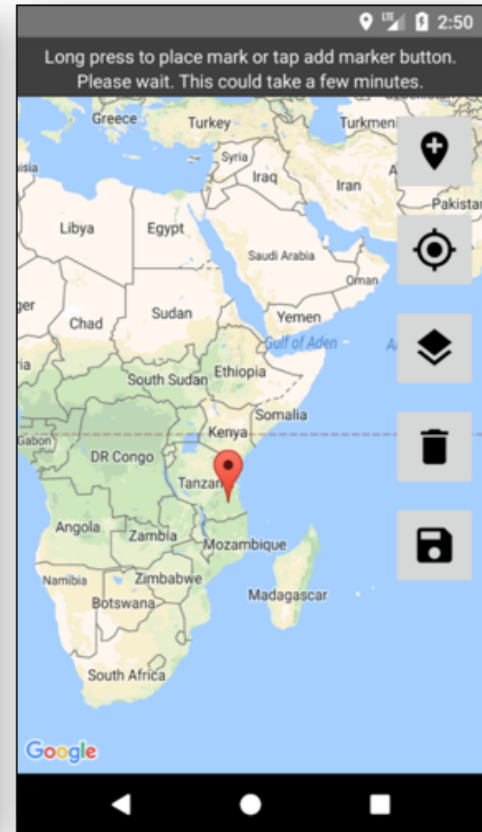 LTE 2:50
Long press to place mark or tap add marker button.
Please wait. This could take a few minutes.
Greece
Turkey
Turkmeni
Syria
Iraq
Iran
Pakistan
Libya
Egypt
Saudi Arabia
Oman
Chad
Sudan
Yemen
Gulf of Aden
South Sudan
Ethiopia
Somalia
Gabon
Kenya
DR Congo
Tanzan
Angola
Zambia
Mozambique
Namibia
Zimbabwe
Botswana
Madagascar
South Africa
Google